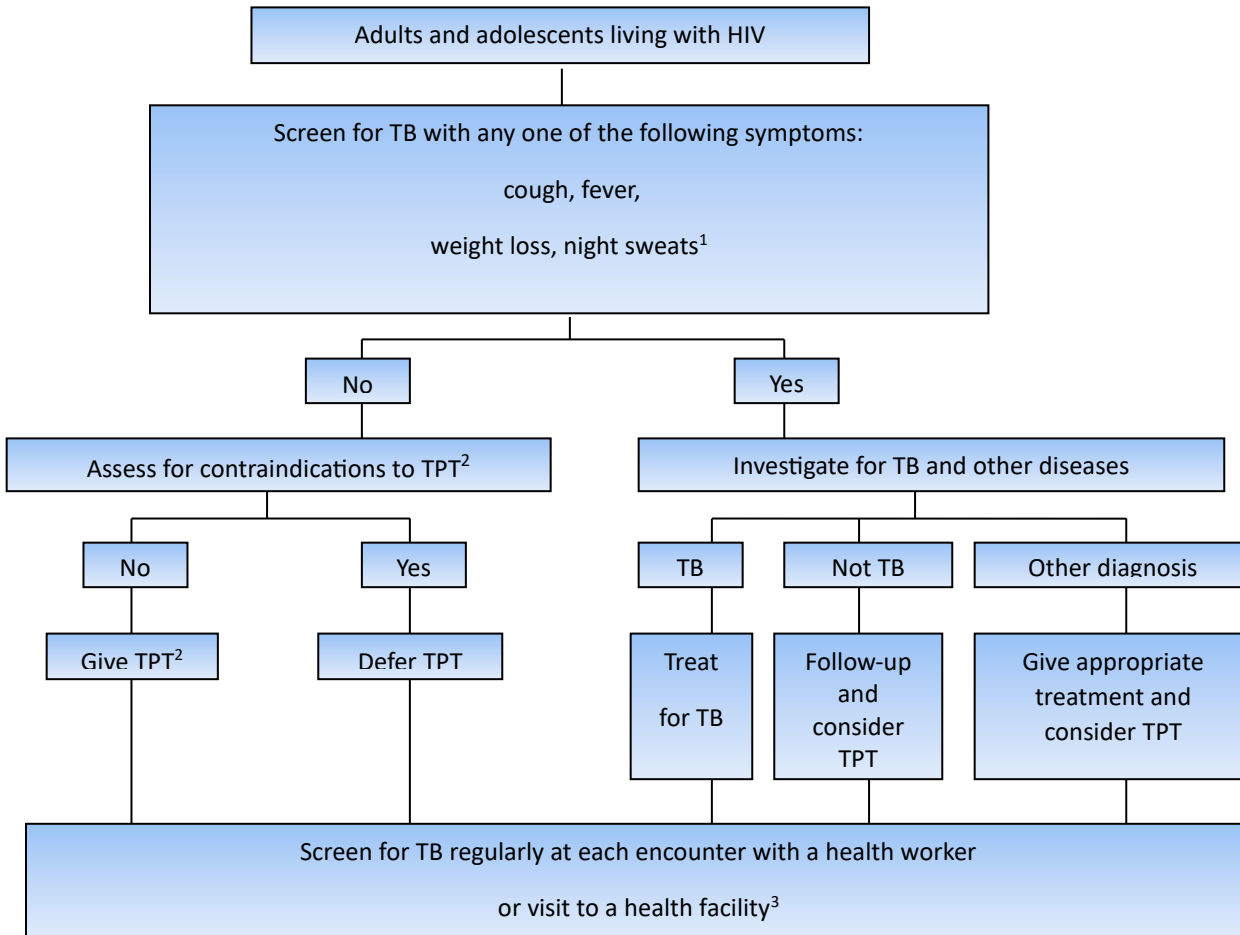 Adults and adolescents living with HIV
Screen for TB with any one of the following symptoms:
cough, fever,
weight loss, night sweats¹
No
Yes
Assess for contraindications to TPT²
Investigate for TB and other diseases
No
Yes
TB
Not TB
Other diagnosis
Give TPT²
Defer TPT
Treat
for TB
Follow-up
and
consider
TPT
Give appropriate
treatment and
consider TPT
Screen for TB regularly at each encounter with a health worker
or visit to a health facility³